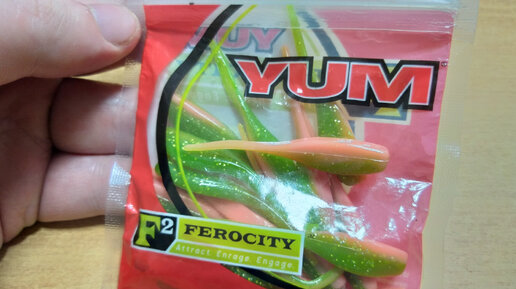 YUM
F2 FEROCITY
Attract, Enrage, Engage